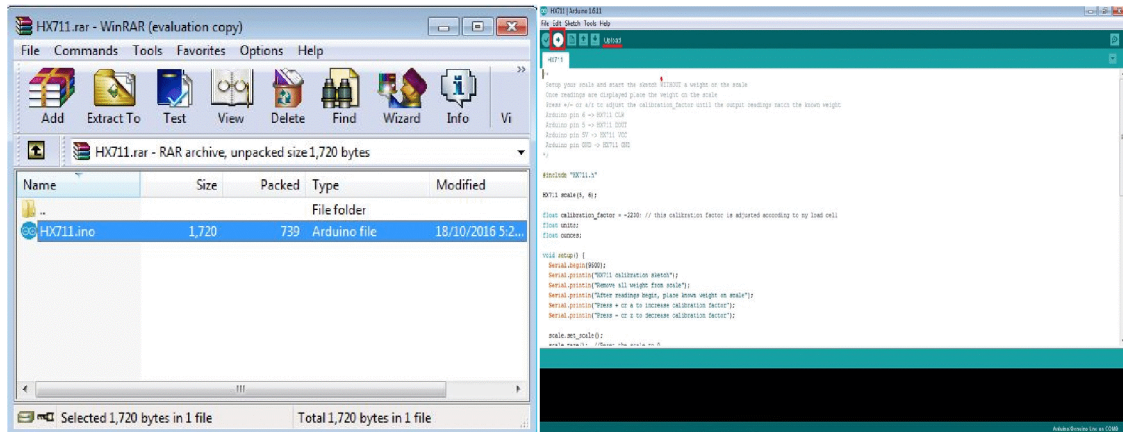 HX711.rar - WinRAR (evaluation copy)
File Commands Tools Favorites Options Help
Add Extract To Test View Delete Find Wizard Info Vi
HX711.rar - RAR archive, unpacked size 1,720 bytes
Name Size Packed Type Modified
.. File folder
HX711.ino 1,720 739 Arduino file 18/10/2016 5:2...
Selected 1,720 bytes in 1 file Total 1,720 bytes in 1 file
HX711 | Arduino 1.6.11
File Edit Sketch Tools Help
Upload
HX711
/*
Setup your scale and start the sketch WITHOUT a weight on the scale
Once readings are displayed place the weight on the scale
Press +/- or a/z to adjust the calibration_factor until the output readings match the known weight
Arduino pin 6 -> HX711 CLK
Arduino pin 5 -> HX711 DOUT
Arduino pin 5V -> HX711 VCC
Arduino pin GND -> HX711 GND
*/
#include "HX711.h"
HX711 scale(5, 6);
float calibration_factor = -2230; // this calibration factor is adjusted according to my load cell
float units;
float ounces;
void setup() {
Serial.begin(9600);
Serial.println("HX711 calibration sketch");
Serial.println("Remove all weight from scale");
Serial.println("After readings begin, place known weight on scale");
Serial.println("Press + or a to increase calibration factor");
Serial.println("Press - or z to decrease calibration factor");
scale.set_scale();
scale.tare(); //Reset the scale to 0